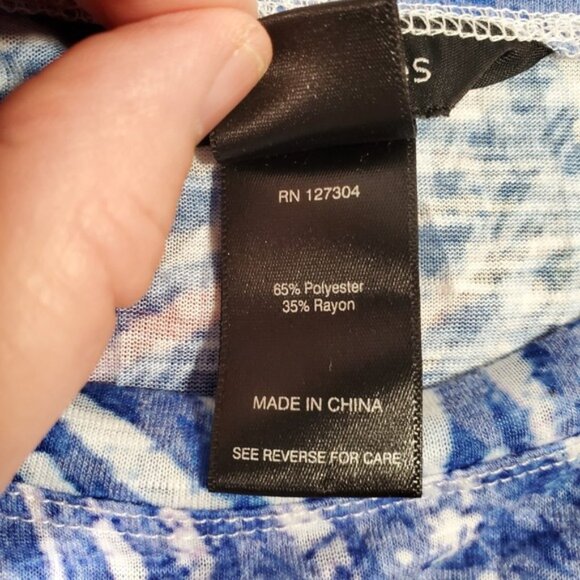 RN 127304
65% Polyester
35% Rayon
MADE IN CHINA
SEE REVERSE FOR CARE